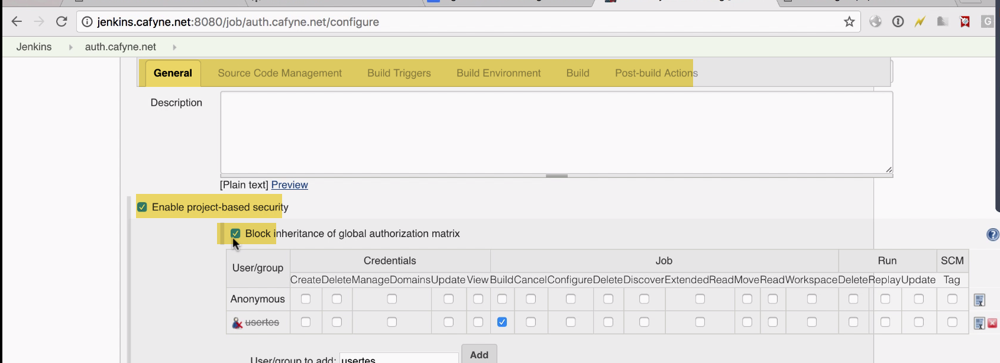 jenkins.cafyne.net:8080/job/auth.cafyne.net/configure
G
Jenkins auth.cafyne.net
General Source Code Management Build Triggers Build Environment Build Post-build Actions
Description
[Plain text] Preview
Enable project-based security
Block inheritance of global authorization matrix
?
User/group Credentials Job Run SCM
Create Delete ManageDomains Update View Build Cancel Configure Delete Discover ExtendedRead Move Read Workspace Delete Replay Update Tag
Anonymous
usertes
User/group to add: usertes Add